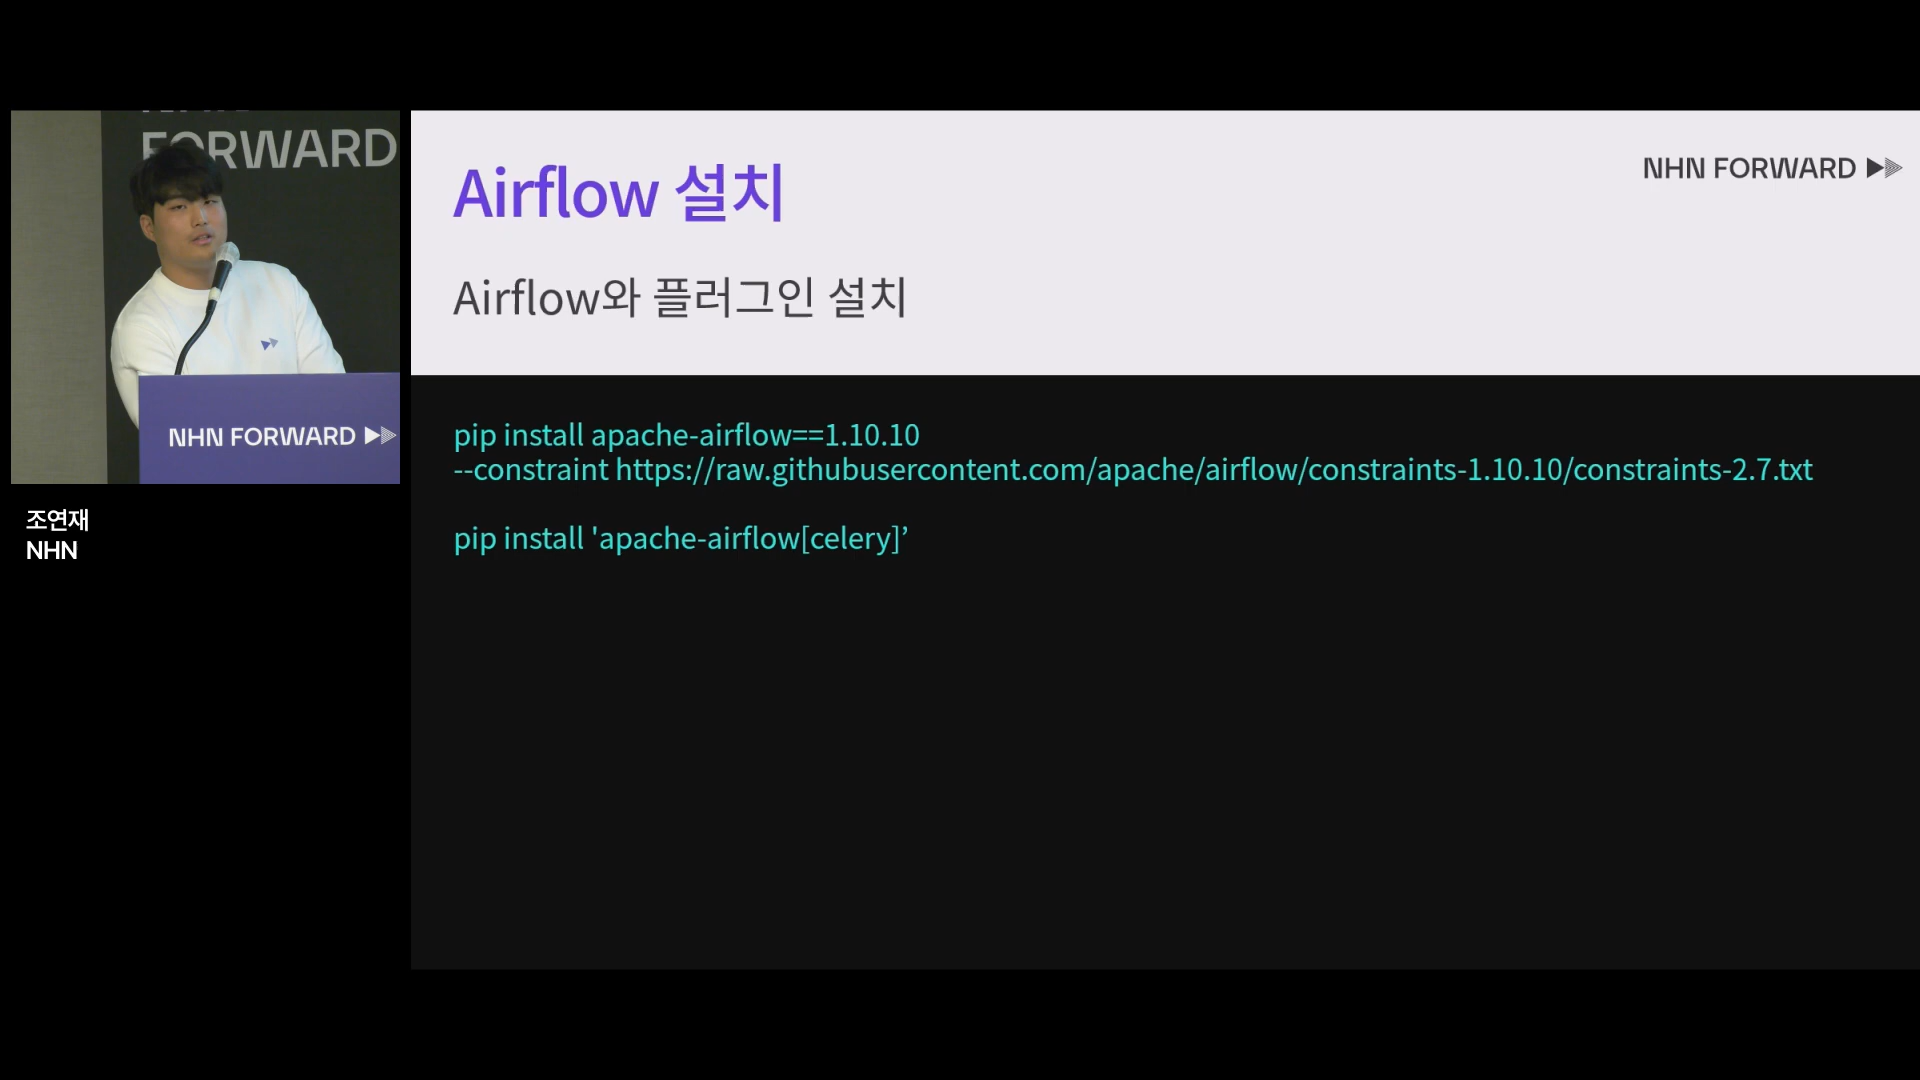 FORWARD
NHN FORWARD
조연재
NHN
Airflow 설치
NHN FORWARD
Airflow와 플러그인 설치
pip install apache-airflow==1.10.10
--constraint https://raw.githubusercontent.com/apache/airflow/constraints-1.10.10/constraints-2.7.txt
pip install 'apache-airflow[celery]’